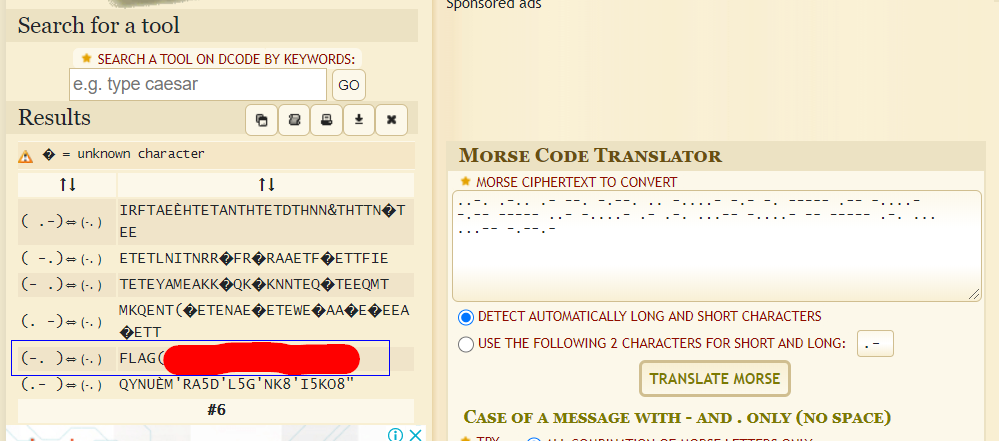 Sponsored ads
Search for a tool
★ SEARCH A TOOL ON DCODE BY KEYWORDS:
e.g. type caesar
GO
Results
� = unknown character
↑↓ ↑↓
( .-)⇔ (-. ) IRFTAEÈHTETANTHTETDTHNN&THTTN�T
EE
( -.)⇔ (-. ) ETETLNITNRR�FR�RAAETF�ETTFIE
(- .)⇔ (-. ) TETEYAMEAKK�QK�KNNTEQ�TEEQMT
(. -)⇔ (-. ) MKQENT(�ETENAE�ETEWE�AA�E�EEA
�ETT
(-. )⇔ (-. ) FLAG(
(.- )⇔ (-. ) QYNUÈM'RA5D'L5G'NK8'I5KO8"
#6
MORSE CODE TRANSLATOR
★ MORSE CIPHERTEXT TO CONVERT
..-. .-.. .- --. -.--. .. -....- -.- -. ----- .-- -....-
-.-- ----- ..- -....- .- .-. ...-- -....- -- ----- .-. ...
...-- -.--.-
DETECT AUTOMATICALLY LONG AND SHORT CHARACTERS
USE THE FOLLOWING 2 CHARACTERS FOR SHORT AND LONG: .-
TRANSLATE MORSE
CASE OF A MESSAGE WITH - AND . ONLY (NO SPACE)